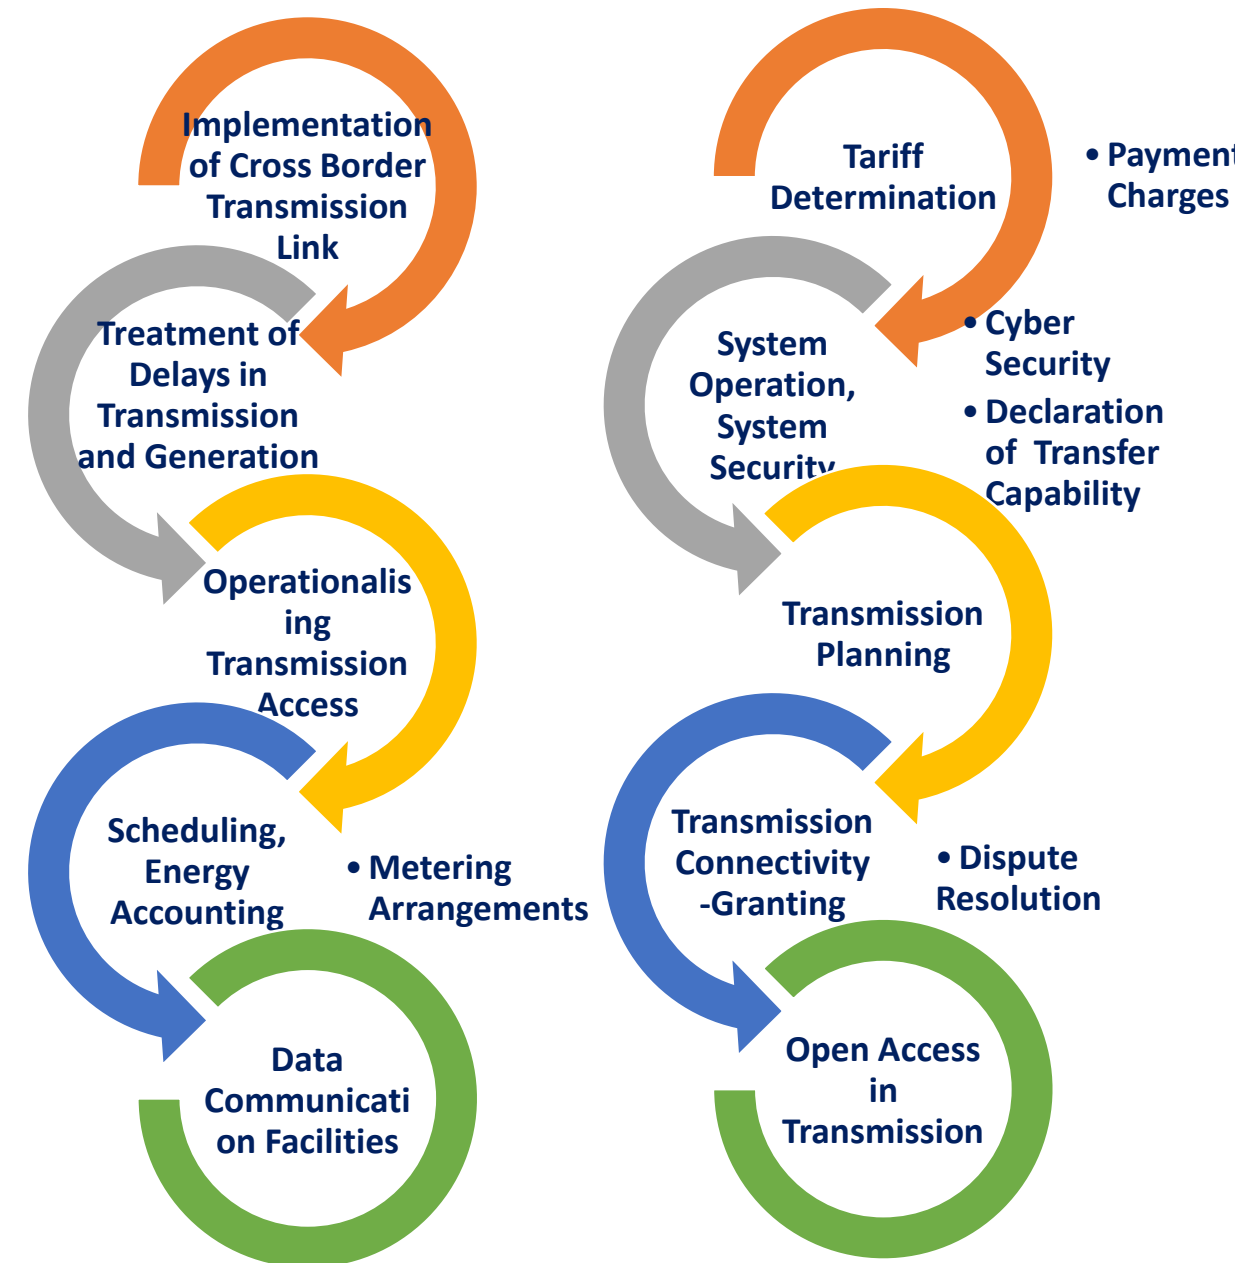 Implementation
of Cross Border
Transmission
Link
Treatment of
Delays in
Transmission
and Generation
Operationalis
ing
Transmission
Access
Scheduling,
Energy
Accounting
• Metering
Arrangements
Data
Communicati
on Facilities
Tariff
Determination
• Payment
Charges
System
Operation,
System
Security
• Cyber
Security
• Declaration
of Transfer
Capability
Transmission
Planning
Transmission
Connectivity
-Granting
• Dispute
Resolution
Open Access
in
Transmission